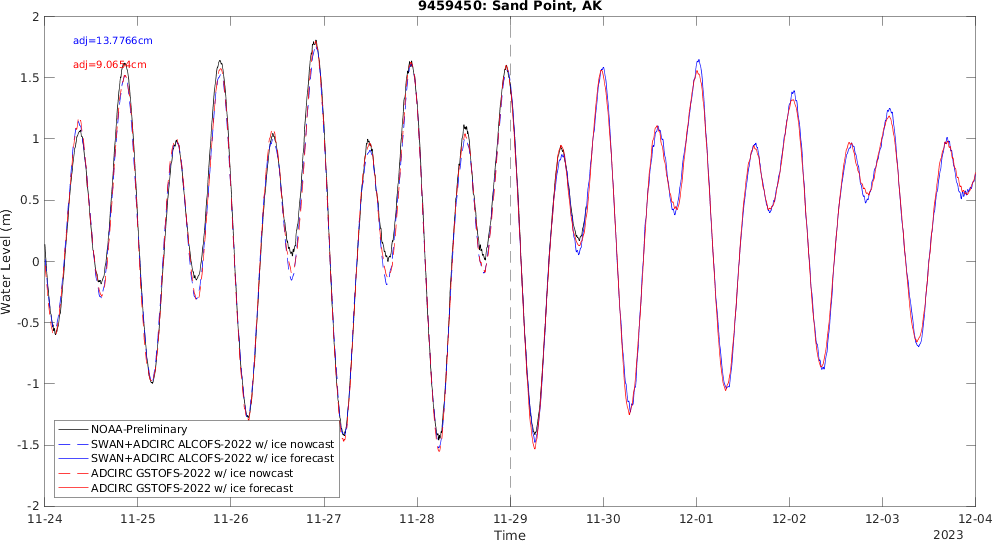 9459450: Sand Point, AK
adj=13.7766cm
adj=9.0654cm
Water Level (m)
2
1.5
1
0.5
0
-0.5
-1
-1.5
-2
NOAA-Preliminary
SWAN+ADCIRC ALCOFS-2022 w/ ice nowcast
SWAN+ADCIRC ALCOFS-2022 w/ ice forecast
ADCIRC GSTOFS-2022 w/ ice nowcast
ADCIRC GSTOFS-2022 w/ ice forecast
11-24 11-25 11-26 11-27 11-28 11-29 11-30 12-01 12-02 12-03 12-04
Time
2023